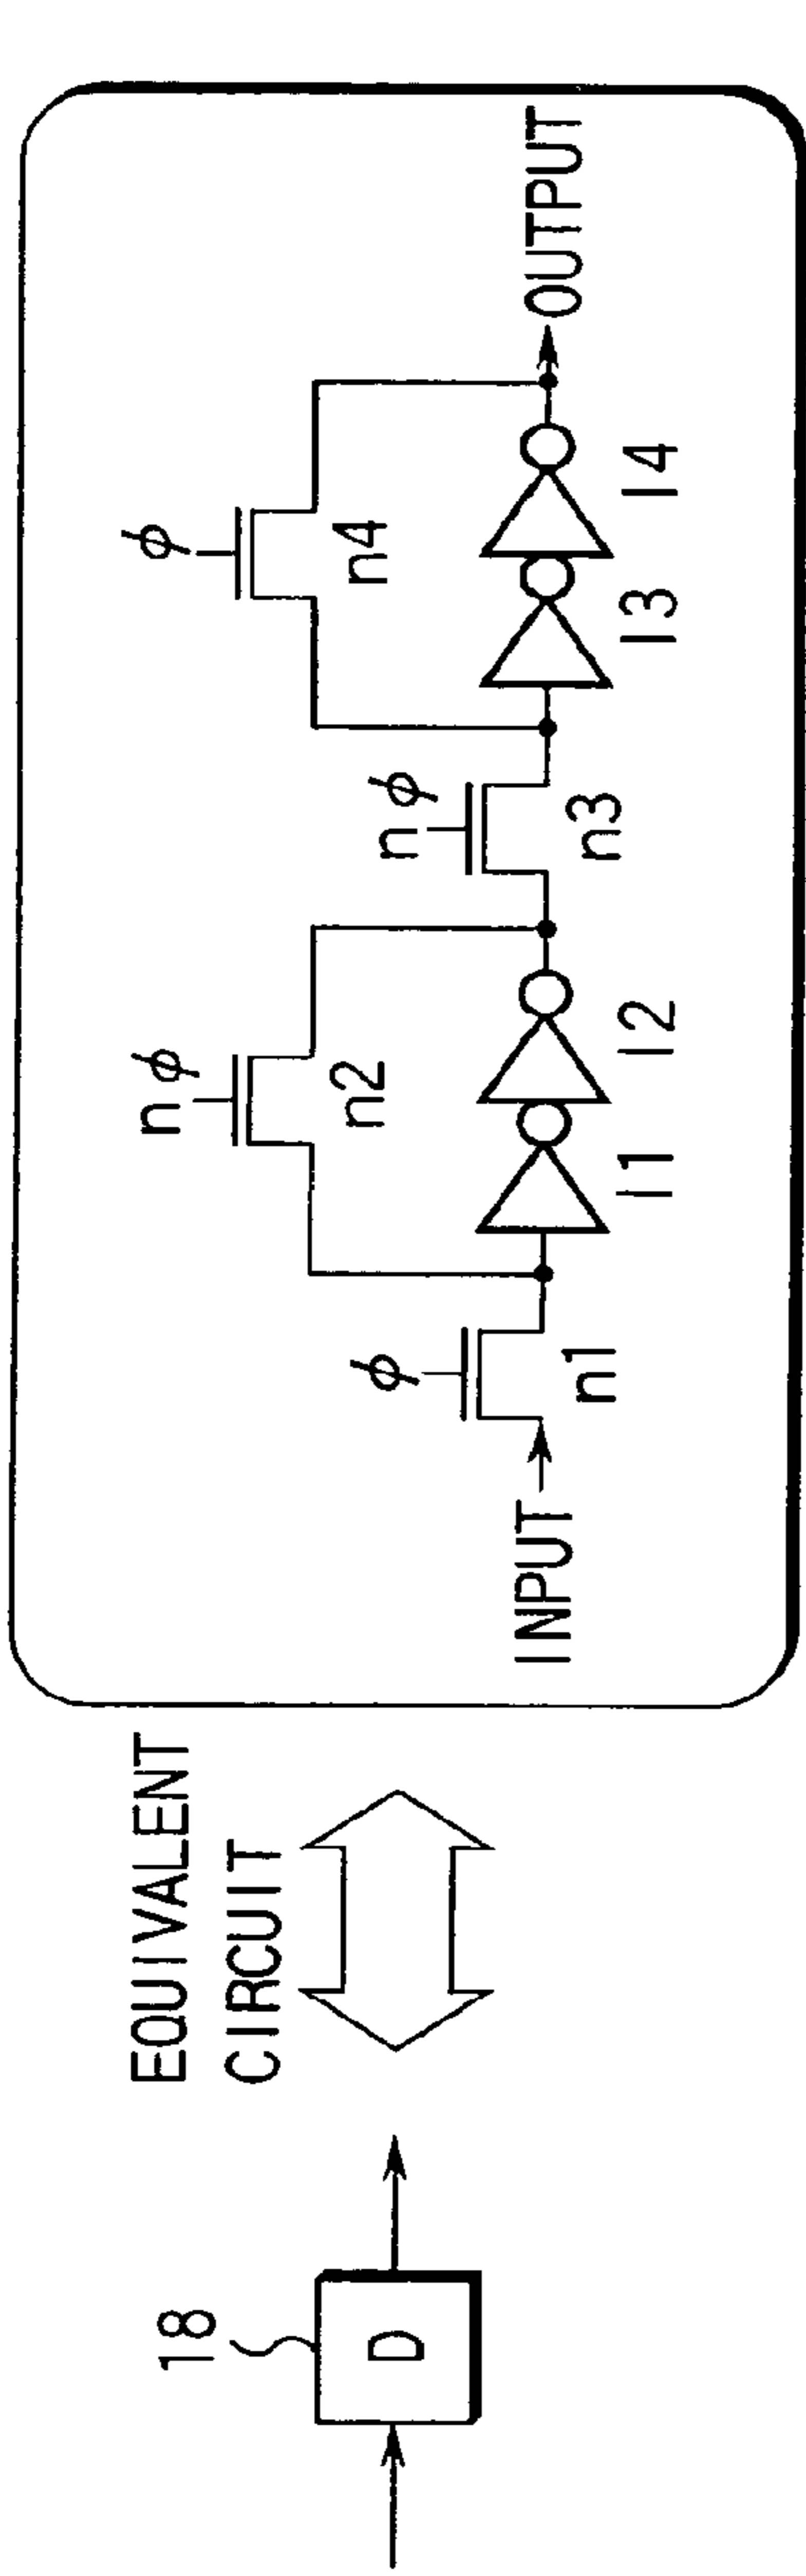 18
D
EQUIVALENT
CIRCUIT
INPUT
ϕ
n1
nϕ
n2
I1
I2
nϕ
n3
ϕ
n4
I3
I4
OUTPUT